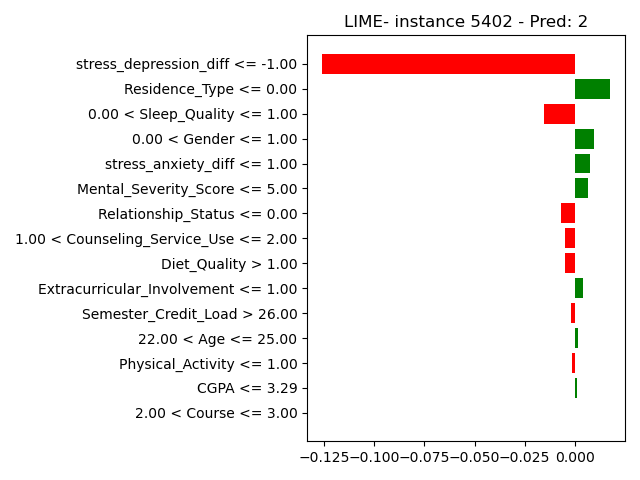 LIME- instance 5402 - Pred: 2
stress_depression_diff <= -1.00
Residence_Type <= 0.00
0.00 < Sleep_Quality <= 1.00
0.00 < Gender <= 1.00
stress_anxiety_diff <= 1.00
Mental_Severity_Score <= 5.00
Relationship_Status <= 0.00
1.00 < Counseling_Service_Use <= 2.00
Diet_Quality > 1.00
Extracurricular_Involvement <= 1.00
Semester_Credit_Load > 26.00
22.00 < Age <= 25.00
Physical_Activity <= 1.00
CGPA <= 3.29
2.00 < Course <= 3.00
−0.125 −0.100 −0.075 −0.050 −0.025 0.000